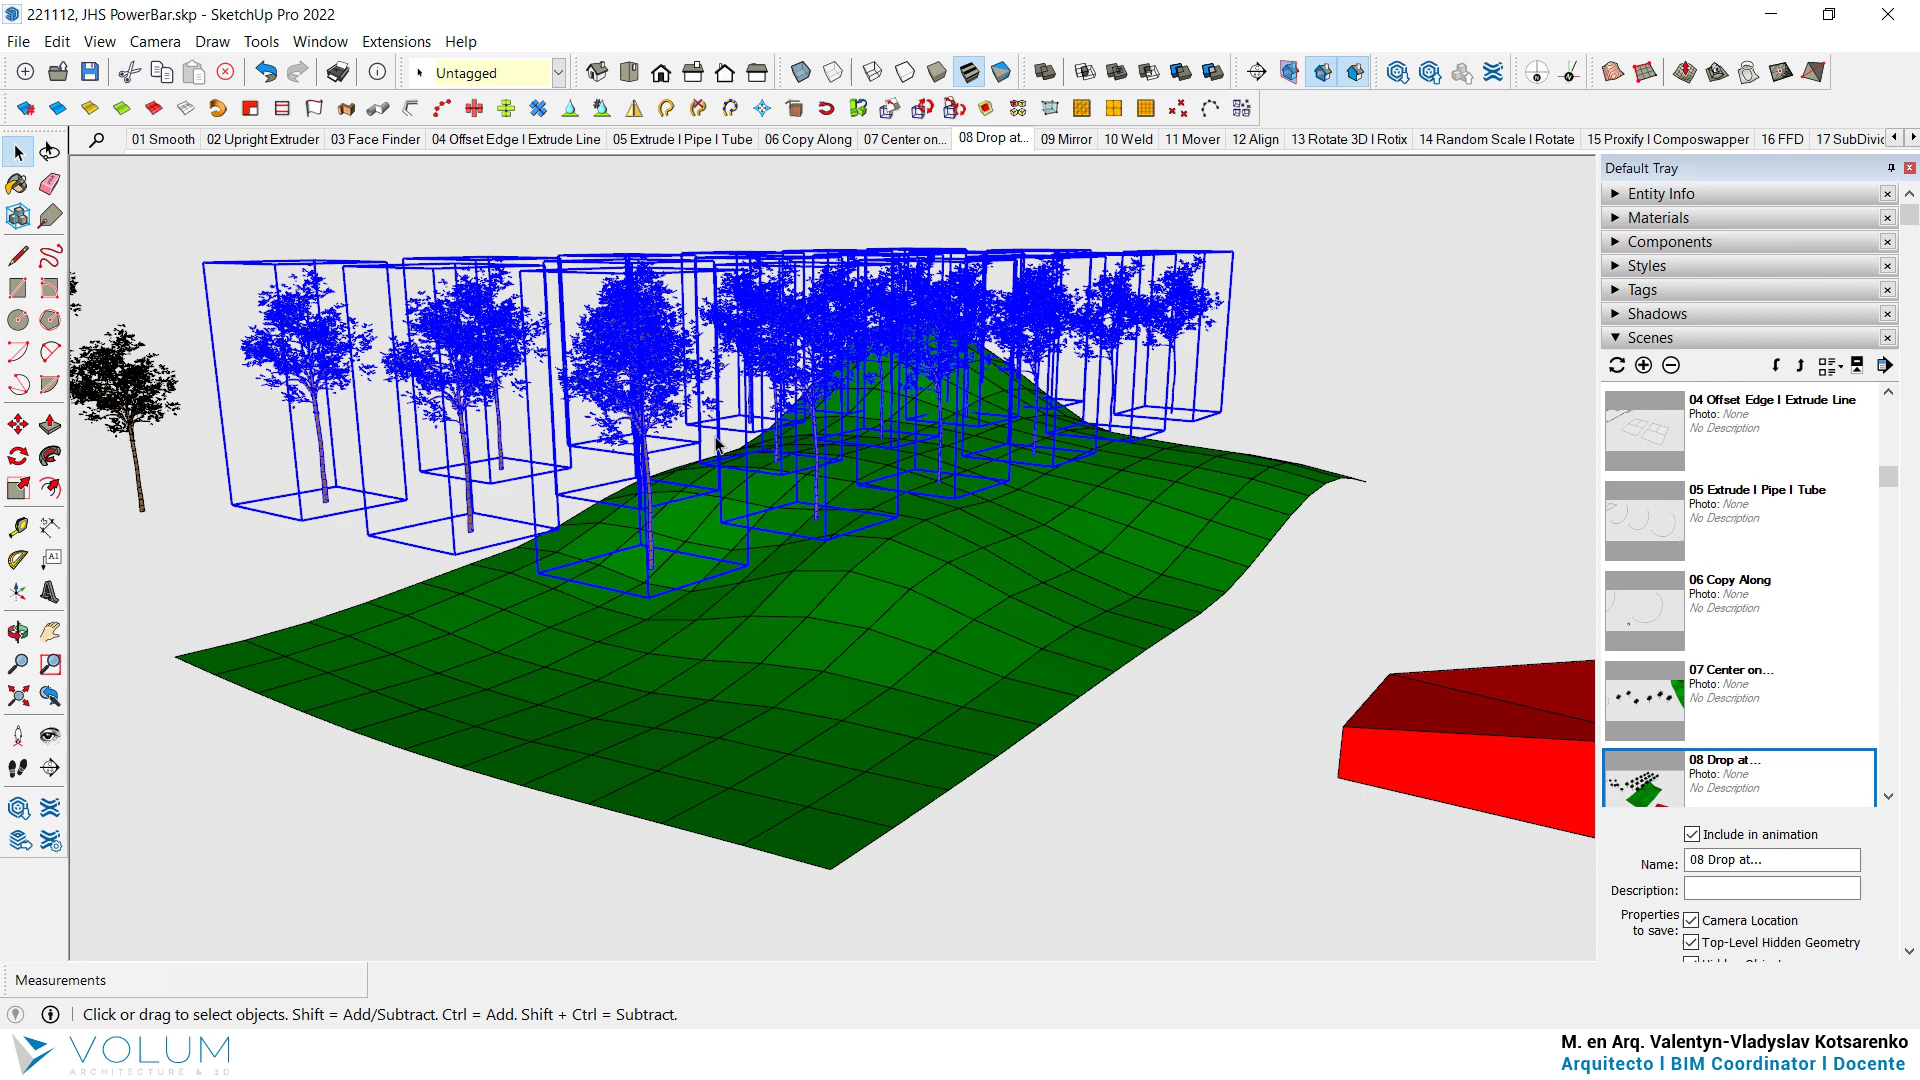 221112, JHS PowerBar.skp - SketchUp Pro 2022
File Edit View Camera Draw Tools Window Extensions Help
Untagged
01 Smooth 02 Upright Extruder 03 Face Finder 04 Offset Edge I Extrude Line 05 Extrude I Pipe I Tube 06 Copy Along 07 Center on... 08 Drop at... 09 Mirror 10 Weld 11 Mover 12 Align 13 Rotate 3D I Rotix 14 Random Scale I Rotate 15 Proxify I Composwapper 16 FFD 17 SubDivi
Default Tray
Entity Info
Materials
Components
Styles
Tags
Shadows
Scenes
04 Offset Edge I Extrude Line
Photo: None
No Description
05 Extrude I Pipe I Tube
Photo: None
No Description
06 Copy Along
Photo: None
No Description
07 Center on...
Photo: None
No Description
08 Drop at...
Photo: None
No Description
Include in animation
Name: 08 Drop at...
Description:
Properties to save:
Camera Location
Top-Level Hidden Geometry
A1
Measurements
Click or drag to select objects. Shift = Add/Subtract. Ctrl = Add. Shift + Ctrl = Subtract.
VOLUM
ARCHITECTURE & 3D
M. en Arq. Valentyn-Vladyslav Kotsarenko
Arquitecto I BIM Coordinator I Docente